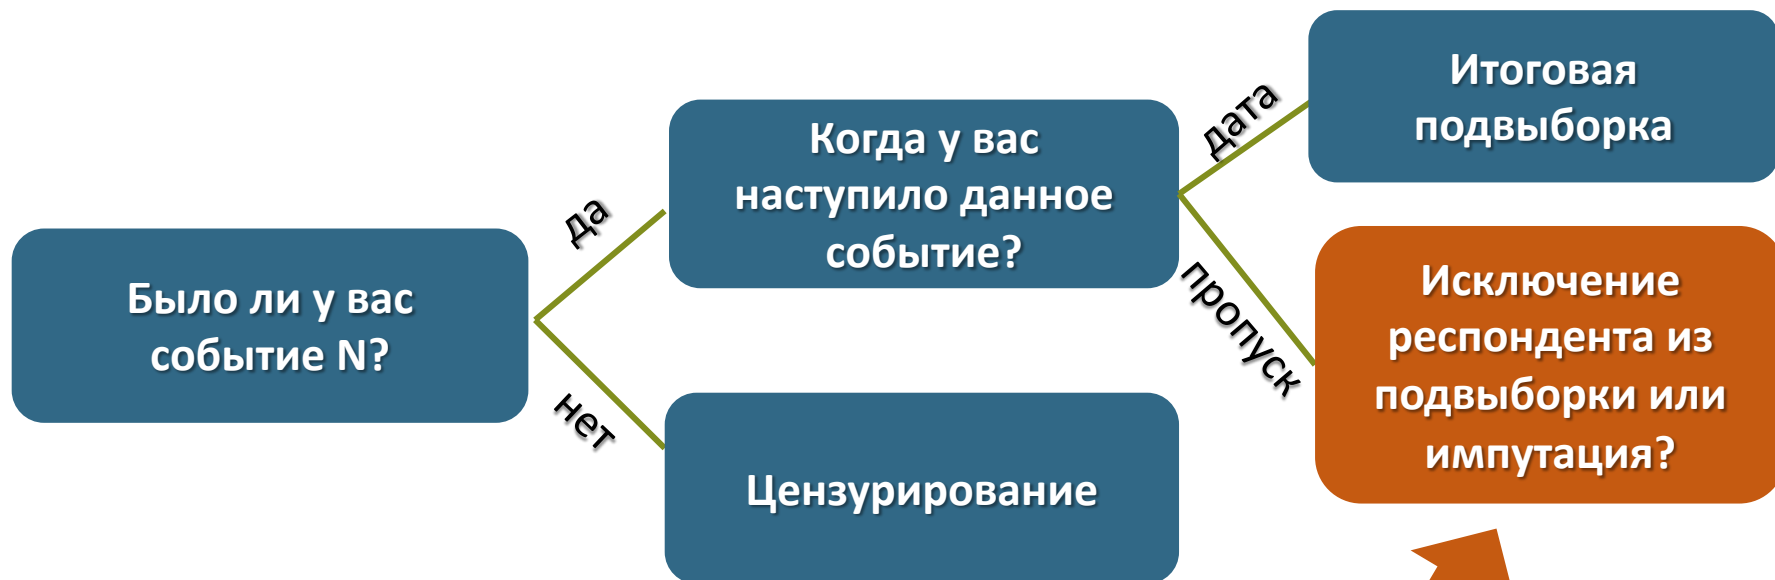 Было ли у вас
событие N?
да
нет
Когда у вас
наступило данное
событие?
Цензурирование
дата
пропуск
Итоговая
подвыборка
Исключение
респондента из
подвыборки или
импутация?